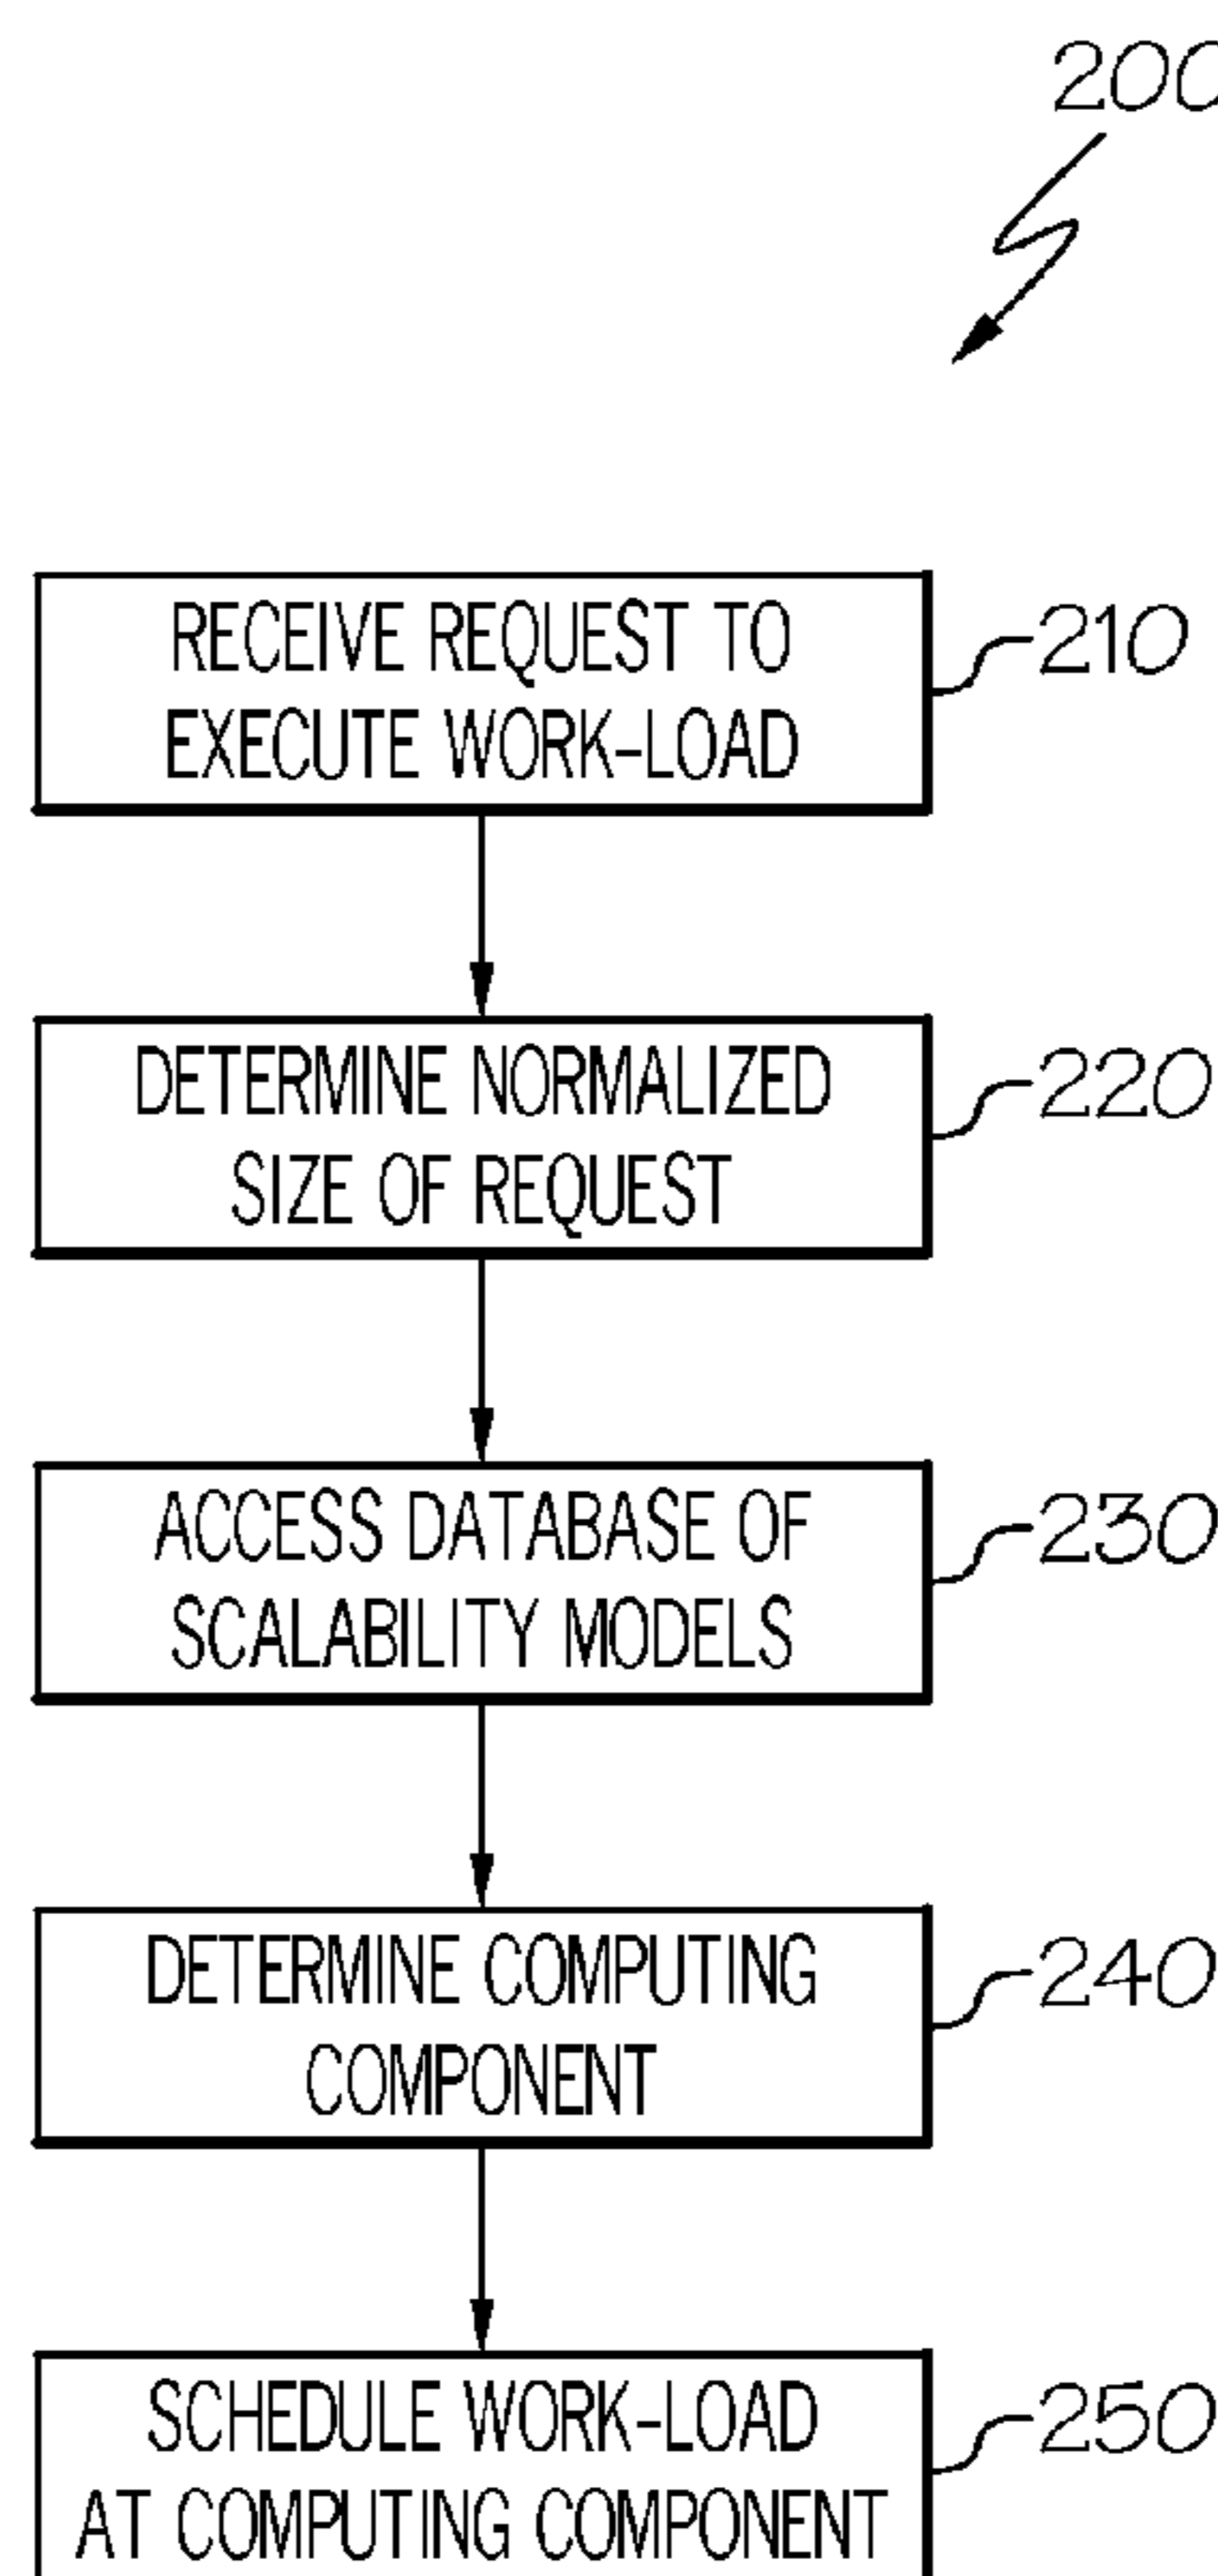 200
RECEIVE REQUEST TO
EXECUTE WORK-LOAD
210
DETERMINE NORMALIZED
SIZE OF REQUEST
220
ACCESS DATABASE OF
SCALABILITY MODELS
230
DETERMINE COMPUTING
COMPONENT
240
SCHEDULE WORK-LOAD
AT COMPUTING COMPONENT
250